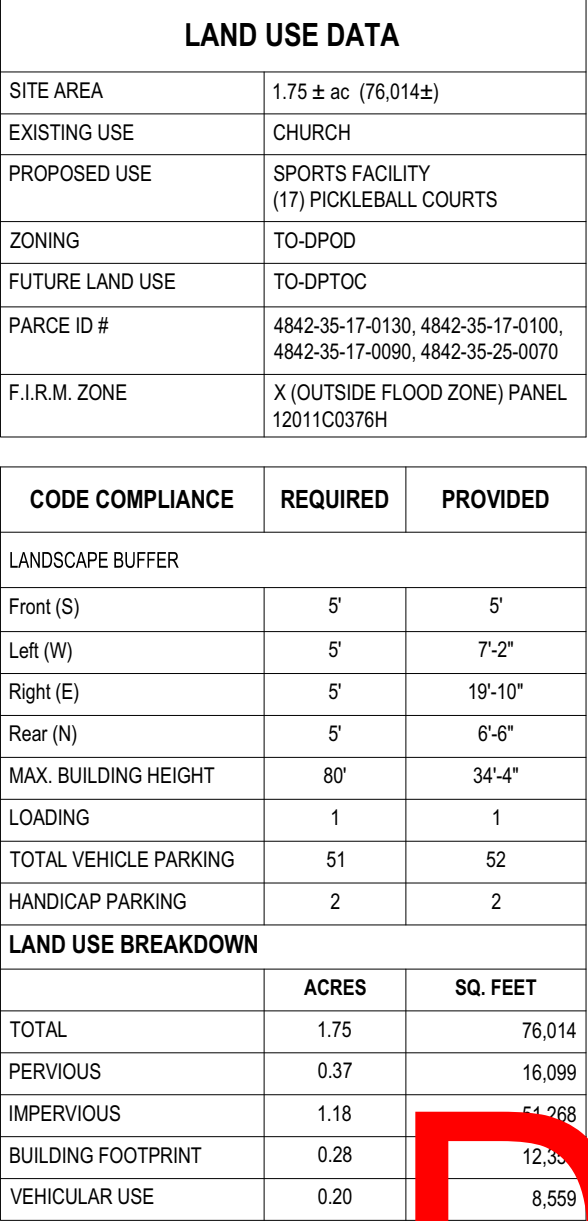 LAND USE DATA
SITE AREA 1.75 ± ac (76,014±)
EXISTING USE CHURCH
PROPOSED USE SPORTS FACILITY
(17) PICKLEBALL COURTS
ZONING TO-DPOD
FUTURE LAND USE TO-DPTOC
PARCE ID # 4842-35-17-0130, 4842-35-17-0100,
4842-35-17-0090, 4842-35-25-0070
F.I.R.M. ZONE X (OUTSIDE FLOOD ZONE) PANEL
12011C0376H
CODE COMPLIANCE REQUIRED PROVIDED
LANDSCAPE BUFFER
Front (S) 5' 5'
Left (W) 5' 7'-2"
Right (E) 5' 19'-10"
Rear (N) 5' 6'-6"
MAX. BUILDING HEIGHT 80' 34'-4"
LOADING 1 1
TOTAL VEHICLE PARKING 51 52
HANDICAP PARKING 2 2
LAND USE BREAKDOWN
ACRES SQ. FEET
TOTAL 1.75 76,014
PERVIOUS 0.37 16,099
IMPERVIOUS 1.18 51,268
BUILDING FOOTPRINT 0.28
VEHICULAR USE 0.20 8,559